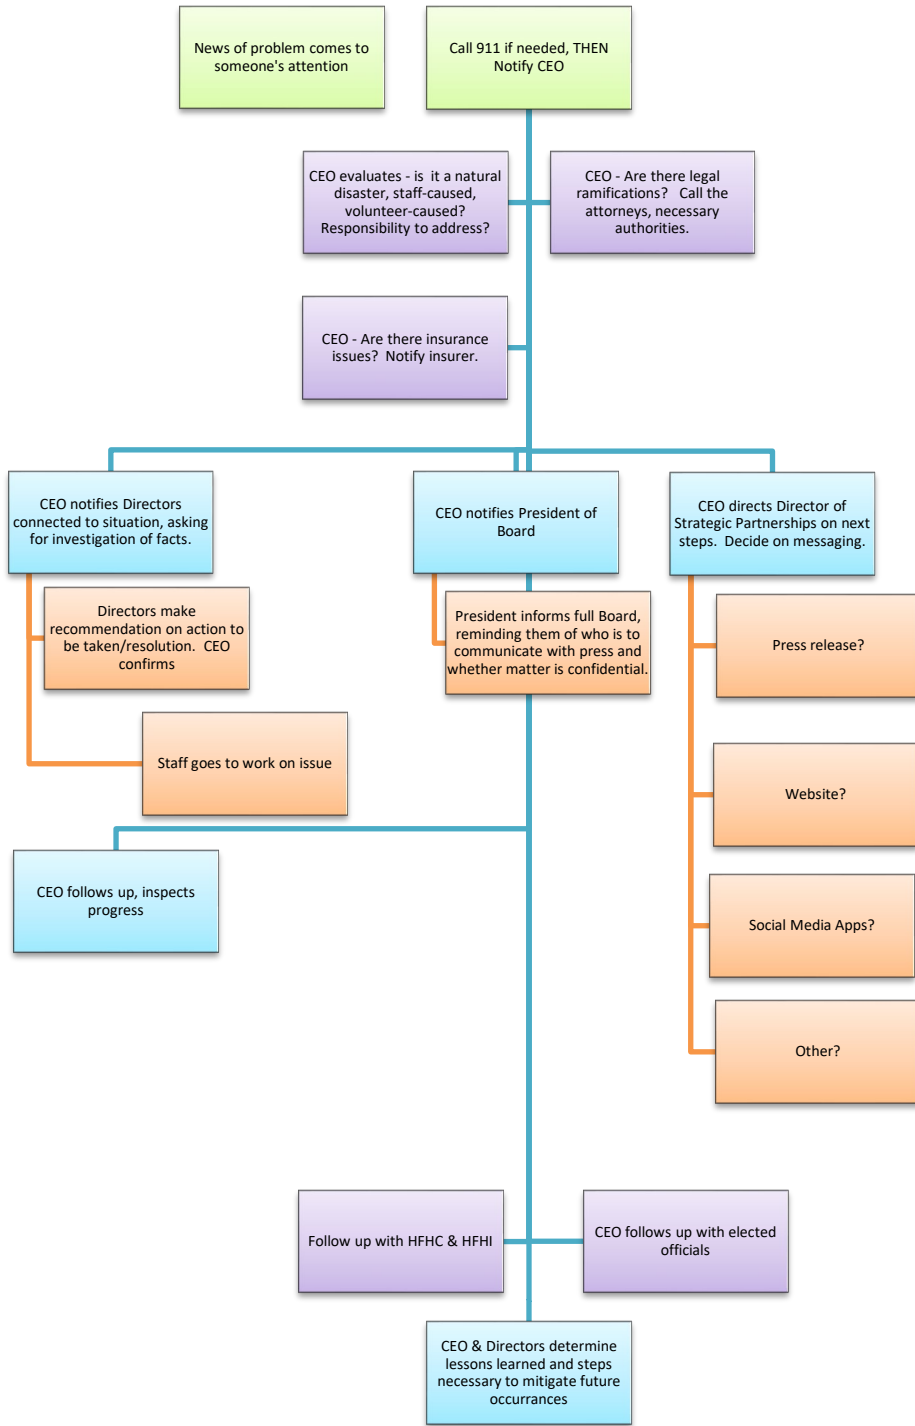 News of problem comes to
someone's attention
Call 911 if needed, THEN
Notify CEO
CEO evaluates - is it a natural
disaster, staff-caused,
volunteer-caused?
Responsibility to address?
CEO - Are there legal
ramifications? Call the
attorneys, necessary
authorities.
CEO - Are there insurance
issues? Notify insurer.
CEO notifies Directors
connected to situation, asking
for investigation of facts.
CEO notifies President of
Board
CEO directs Director of
Strategic Partnerships on next
steps. Decide on messaging.
Directors make
recommendation on action to
be taken/resolution. CEO
confirms
President informs full Board,
reminding them of who is to
communicate with press and
whether matter is confidential.
Press release?
Staff goes to work on issue
Website?
CEO follows up, inspects
progress
Social Media Apps?
Other?
Follow up with HFHC & HFHI
CEO follows up with elected
officials
CEO & Directors determine
lessons learned and steps
necessary to mitigate future
occurrances